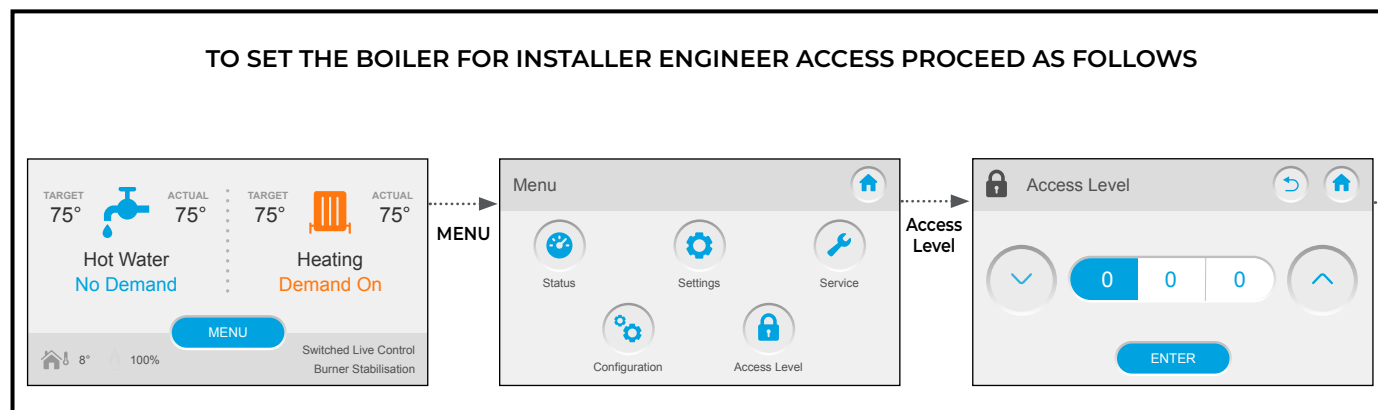 TO SET THE BOILER FOR INSTALLER ENGINEER ACCESS PROCEED AS FOLLOWS
TARGET
75°
ACTUAL
75°
Hot Water
No Demand
TARGET
75°
ACTUAL
75°
Heating
Demand On
MENU
8°
100%
Switched Live Control
Burner Stabilisation
MENU
Menu
Status
Settings
Service
Configuration
Access Level
Access
Level
Access Level
0 0 0
ENTER